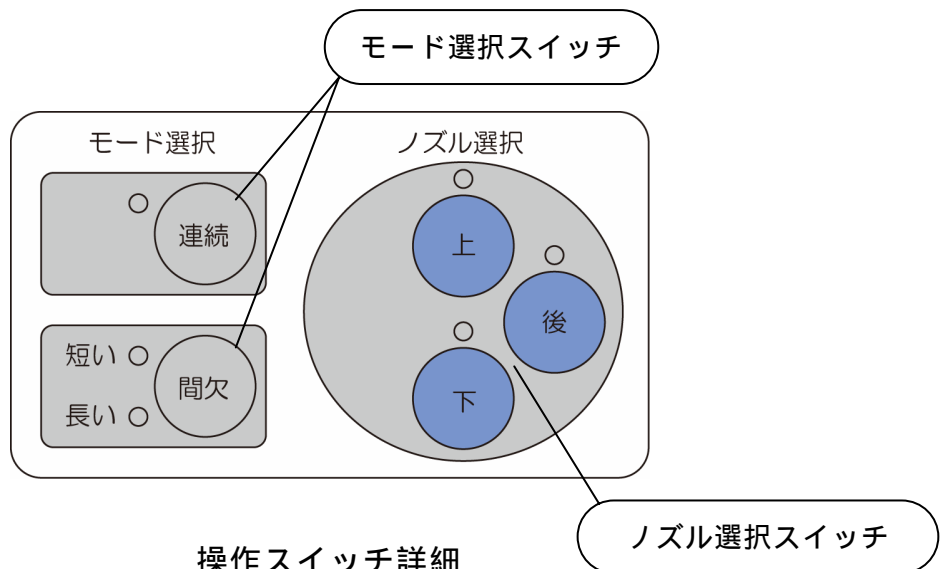 モード選択スイッチ
モード選択
ノズル選択
連続
上
後
短い
間欠
長い
下
ノズル選択スイッチ
操作スイッチ詳細